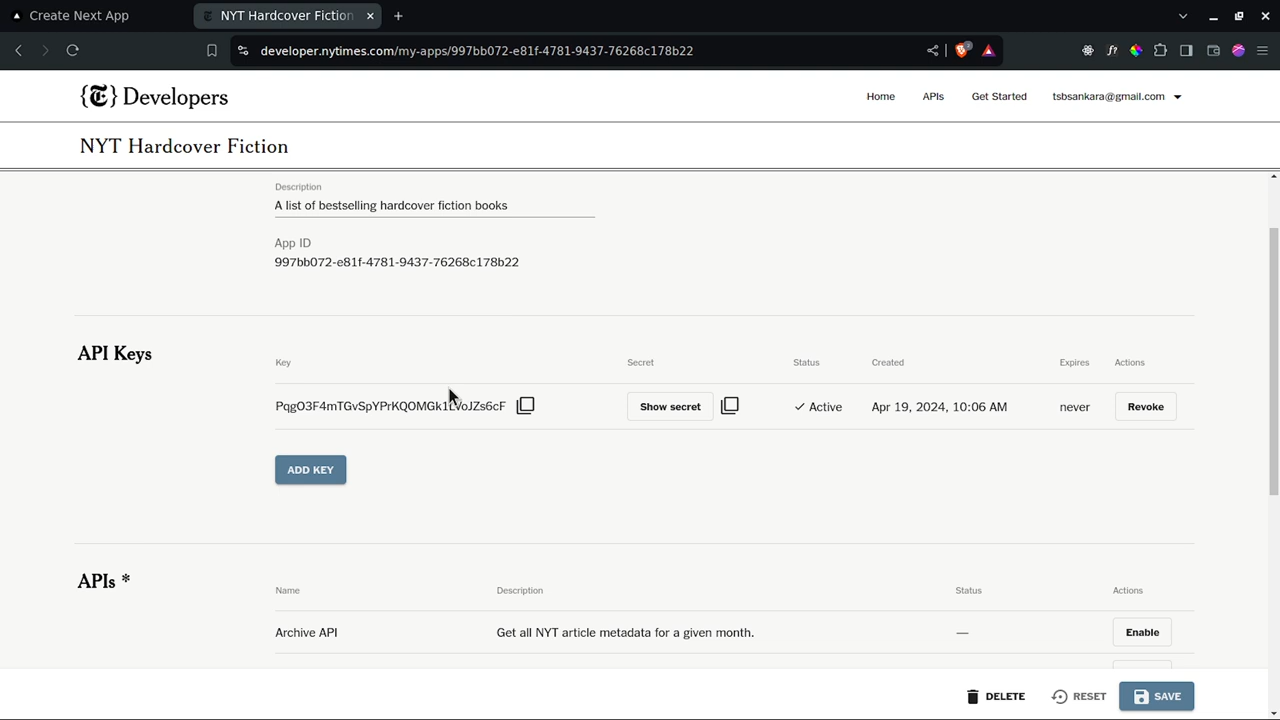 Create Next App
NYT Hardcover Fiction
developer.nytimes.com/my-apps/997bb072-e81f-4781-9437-76268c178b22
{T} Developers
Home
APIs
Get Started
tsbsankara@gmail.com
NYT Hardcover Fiction
Description
A list of bestselling hardcover fiction books
App ID
997bb072-e81f-4781-9437-76268c178b22
API Keys
Key
Secret
Status
Created
Expires
Actions
Show secret
Active
Apr 19, 2024, 10:06 AM
never
Revoke
ADD KEY
APIs *
Name
Description
Status
Actions
Archive API
Get all NYT article metadata for a given month.
—
Enable
DELETE
RESET
SAVE